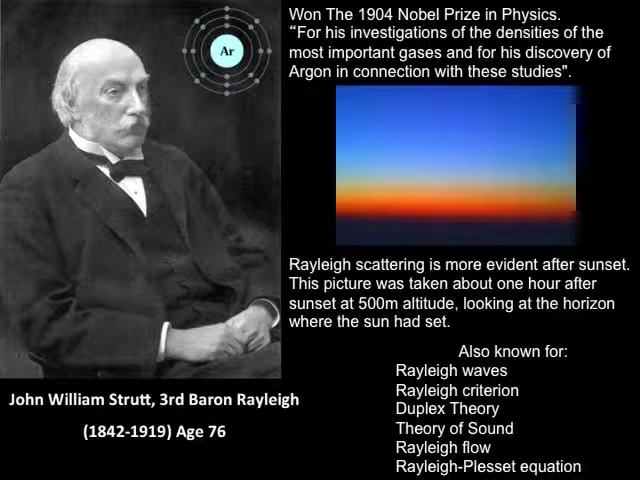 Ar
Won The 1904 Nobel Prize in Physics.
“For his investigations of the densities of the
most important gases and for his discovery of
Argon in connection with these studies".
Rayleigh scattering is more evident after sunset.
This picture was taken about one hour after
sunset at 500m altitude, looking at the horizon
where the sun had set.
Also known for:
Rayleigh waves
Rayleigh criterion
Duplex Theory
Theory of Sound
Rayleigh flow
Rayleigh-Plesset equation
John William Strutt, 3rd Baron Rayleigh
(1842-1919) Age 76